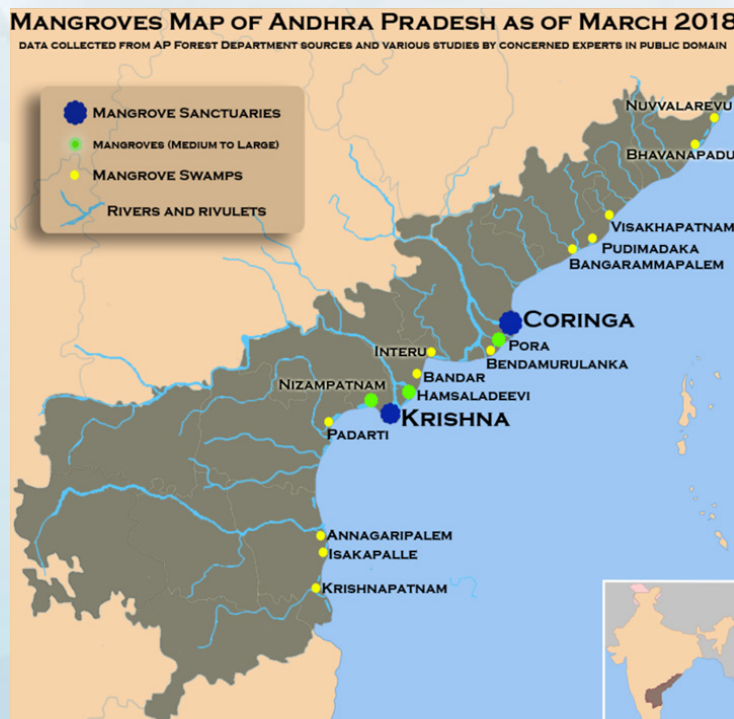 Mangroves Map of Andhra Pradesh as of March 2018
data collected from AP Forest Department sources and various studies by concerned experts in public domain
Mangrove Sanctuaries
Mangroves (Medium to Large)
Mangrove Swamps
Rivers and rivulets
Nuvvalarevu
Bhavanapadu
Visakhapatnam
Pudimadaka
Bangarammapalem
Coringa
Pora
Interu
Bendamurulanka
Bandar
Nizampatnam
Hamsaladeevi
Krishna
Padarti
Annagaripalem
Isakapalle
Krishnapatnam